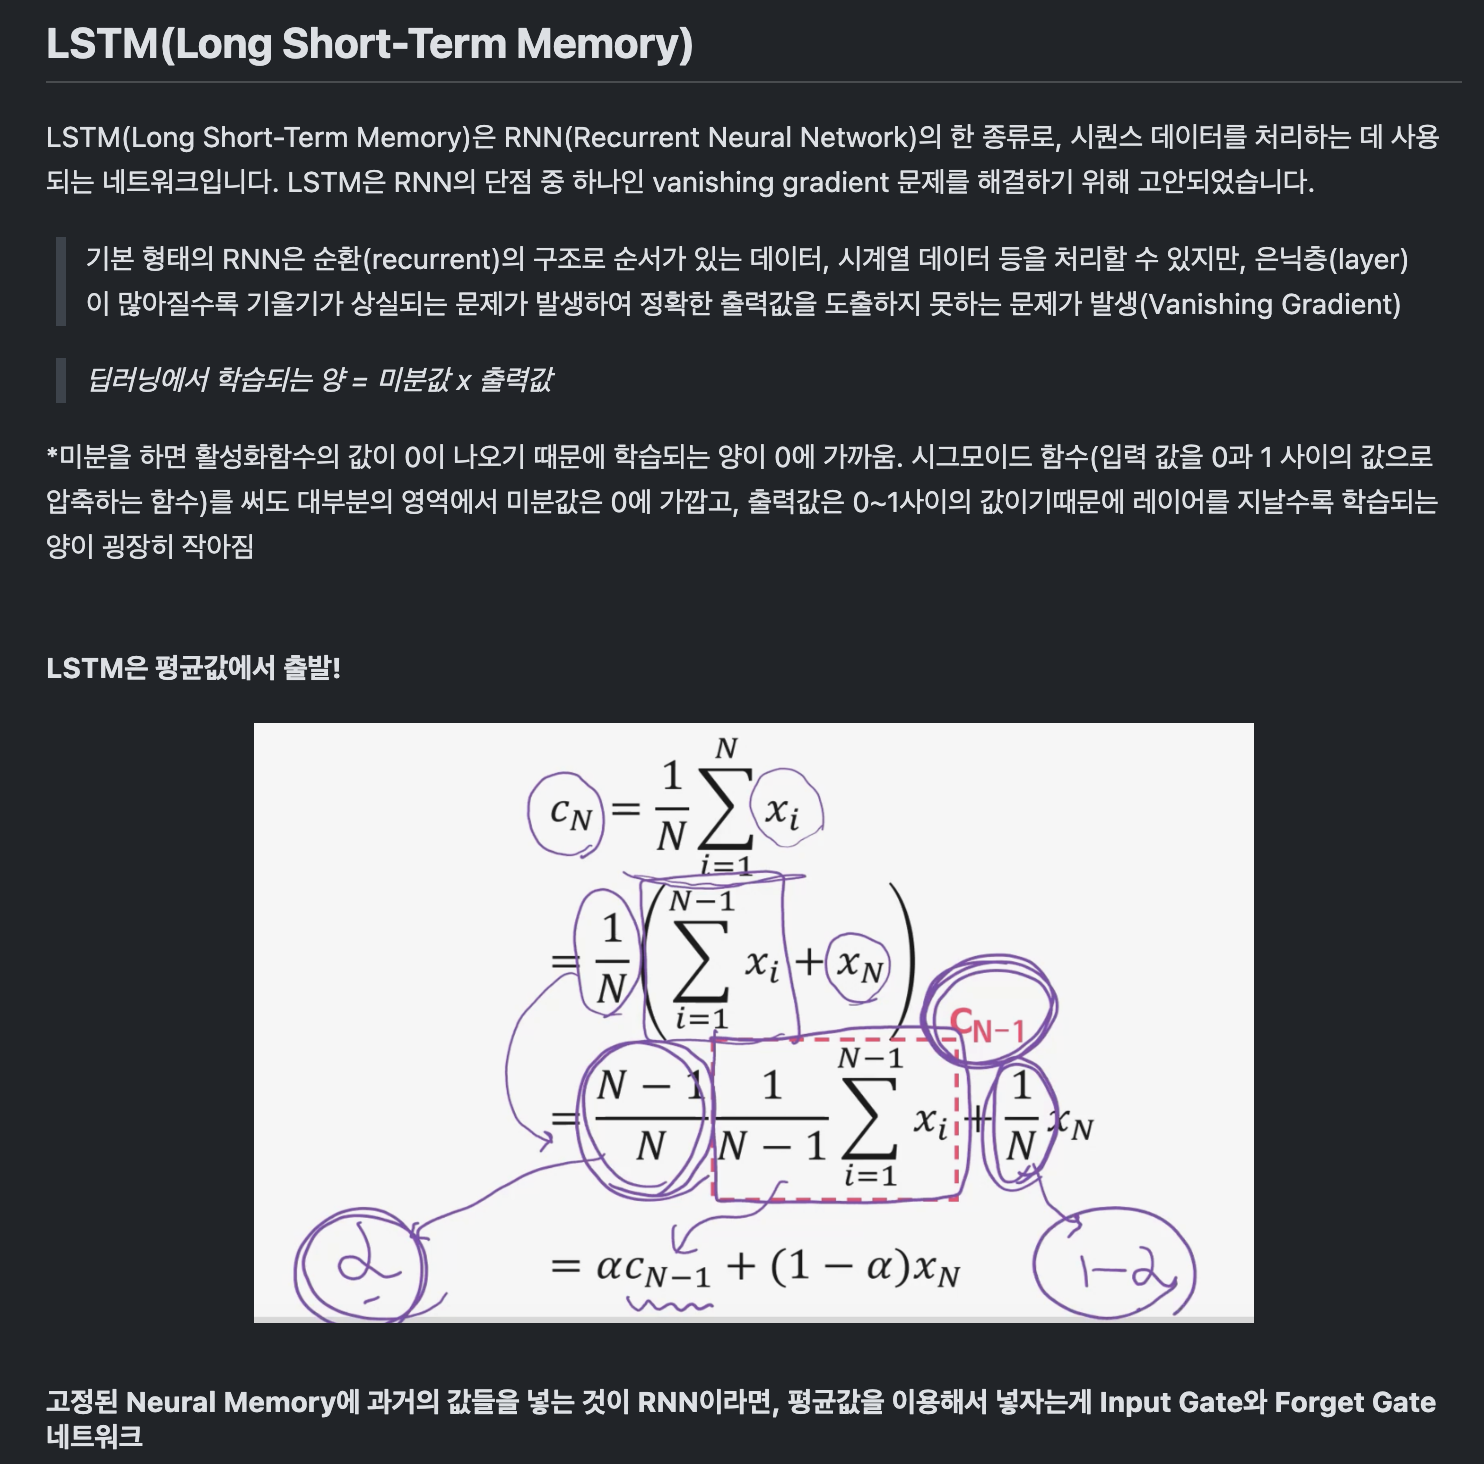 LSTM(Long Short-Term Memory)
LSTM(Long Short-Term Memory)은 RNN(Recurrent Neural Network)의 한 종류로, 시퀀스 데이터를 처리하는 데 사용
되는 네트워크입니다. LSTM은 RNN의 단점 중 하나인 vanishing gradient 문제를 해결하기 위해 고안되었습니다.
기본 형태의 RNN은 순환(recurrent)의 구조로 순서가 있는 데이터, 시계열 데이터 등을 처리할 수 있지만, 은닉층(layer)
이 많아질수록 기울기가 상실되는 문제가 발생하여 정확한 출력값을 도출하지 못하는 문제가 발생(Vanishing Gradient)
딥러닝에서 학습되는 양 = 미분값 x 출력값
*미분을 하면 활성화함수의 값이 0이 나오기 때문에 학습되는 양이 0에 가까움. 시그모이드 함수(입력 값을 0과 1 사이의 값으로
압축하는 함수)를 써도 대부분의 영역에서 미분값은 0에 가깝고, 출력값은 0~1사이의 값이기때문에 레이어를 지날수록 학습되는
양이 굉장히 작아짐
LSTM은 평균값에서 출발!
c_N = \frac{1}{N} \sum_{i=1}^{N} x_i
= \frac{1}{N} \left( \sum_{i=1}^{N-1} x_i + x_N \right)
C_{N-1}
= \frac{N-1}{N} \frac{1}{N-1} \sum_{i=1}^{N-1} x_i + \frac{1}{N} x_N
α
= αc_{N-1} + (1 − α)x_N
1−α
고정된 Neural Memory에 과거의 값들을 넣는 것이 RNN이라면, 평균값을 이용해서 넣자는게 Input Gate와 Forget Gate
네트워크